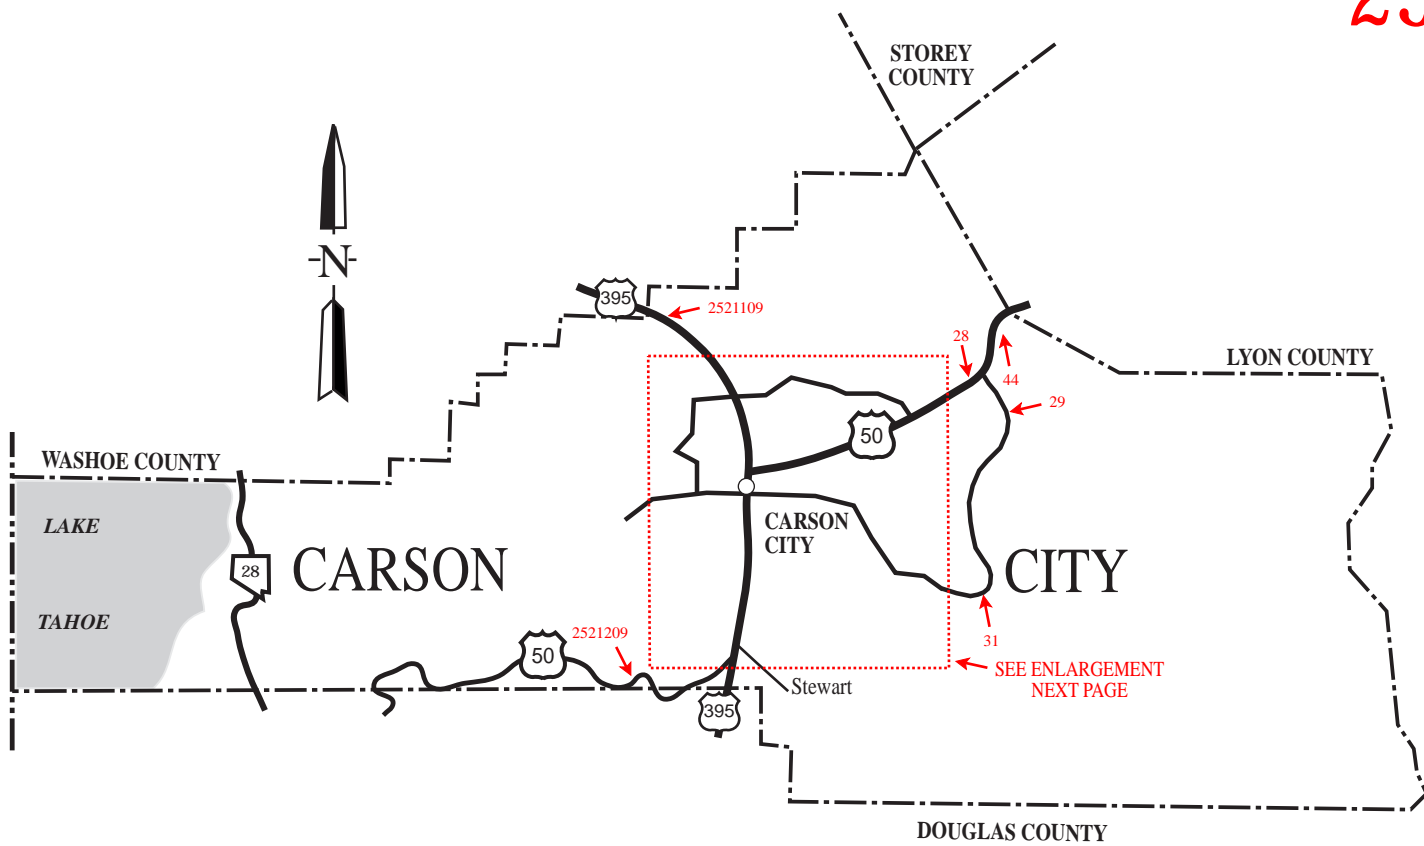 STOREY
COUNTY
N
395
2521109
28
44
LYON COUNTY
29
50
WASHOE COUNTY
LAKE
TAHOE
28
CARSON
CARSON
CITY
CITY
31
2521209
50
SEE ENLARGEMENT
NEXT PAGE
Stewart
395
DOUGLAS COUNTY